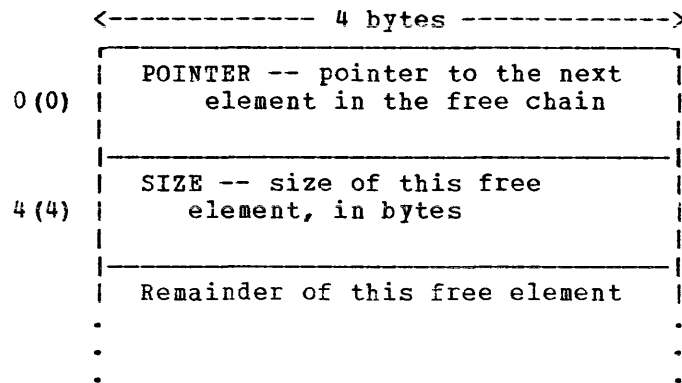 <------------- 4 bytes ------------->
POINTER -- pointer to the next
0(0)
element in the free chain
SIZE -- size of this free
4(4)
element, in bytes
Remainder of this free element